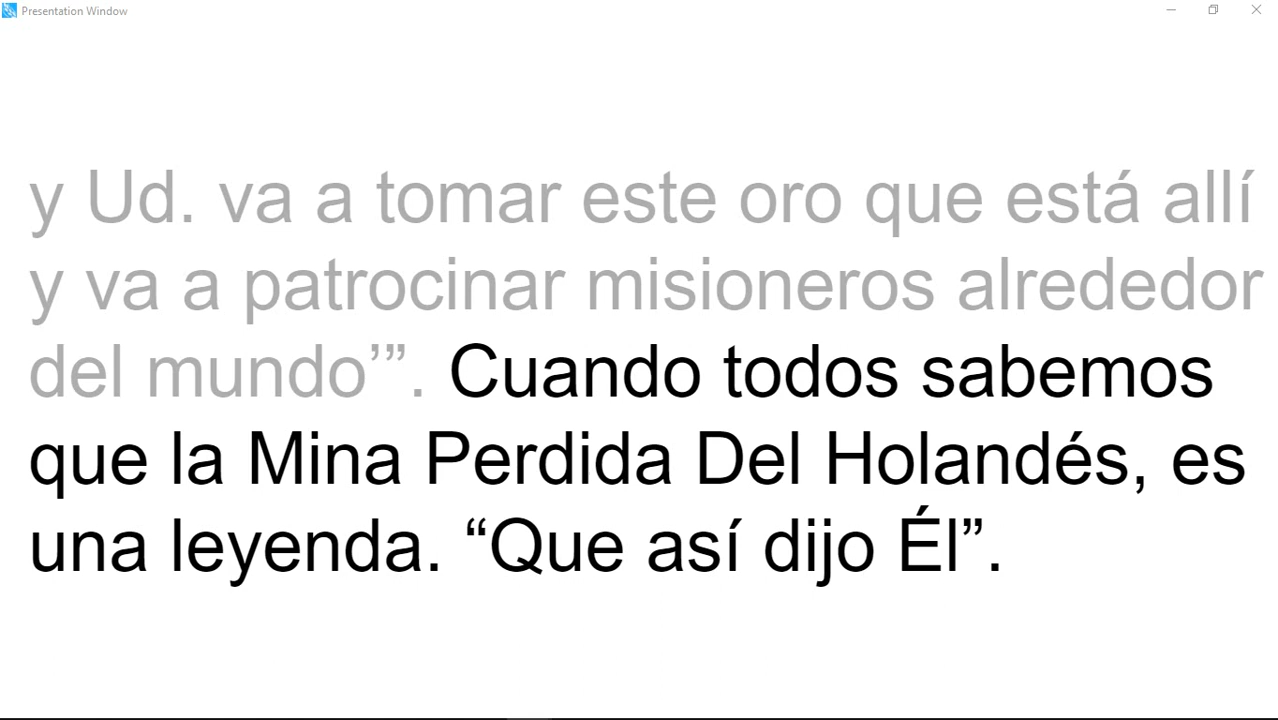 Presentation Window
y Ud. va a tomar este oro que está allí
y va a patrocinar misioneros alrededor
del mundo’”. Cuando todos sabemos
que la Mina Perdida Del Holandés, es
una leyenda. “Que así dijo Él”.